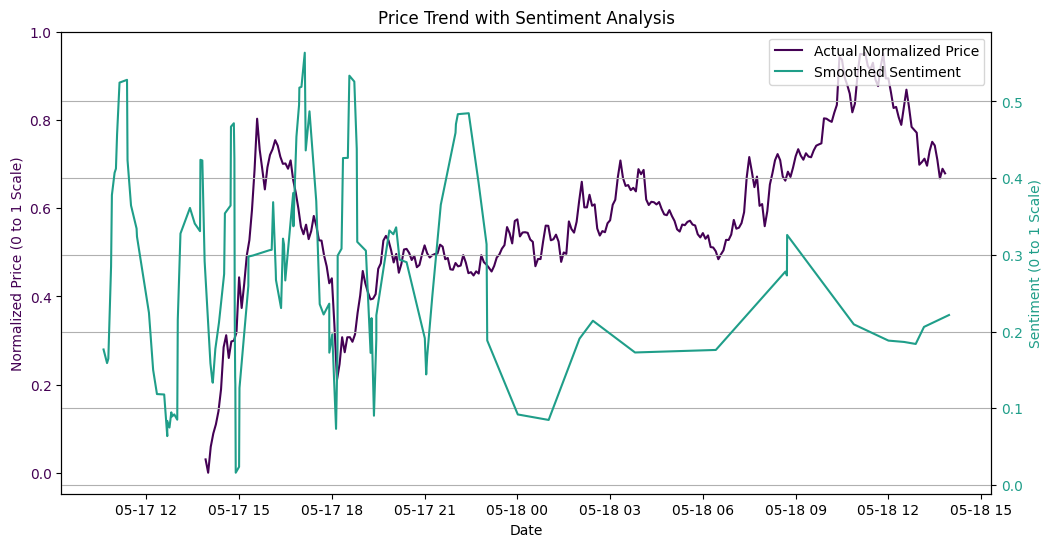 Price Trend with Sentiment Analysis
Actual Normalized Price
Smoothed Sentiment
Normalized Price (0 to 1 Scale)
1.0
0.8
0.6
0.4
0.2
0.0
0.5
0.4
0.3
0.2
0.1
0.0
Sentiment (0 to 1 Scale)
05-17 12 05-17 15 05-17 18 05-17 21 05-18 00 05-18 03 05-18 06 05-18 09 05-18 12 05-18 15
Date